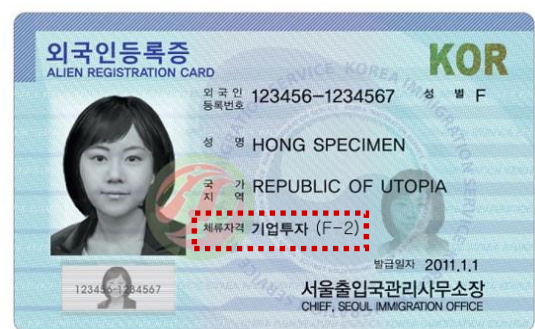 외국인등록증
ALIEN REGISTRATION CARD
KOR
외국인등록번호 123456-1234567 성별 F
성명 HONG SPECIMEN
국가지역 REPUBLIC OF UTOPIA
체류자격 기업투자 (F-2)
발급일자 2011.1.1
서울출입국관리사무소장
CHIEF, SEOUL IMMIGRATION OFFICE
123456-1234567